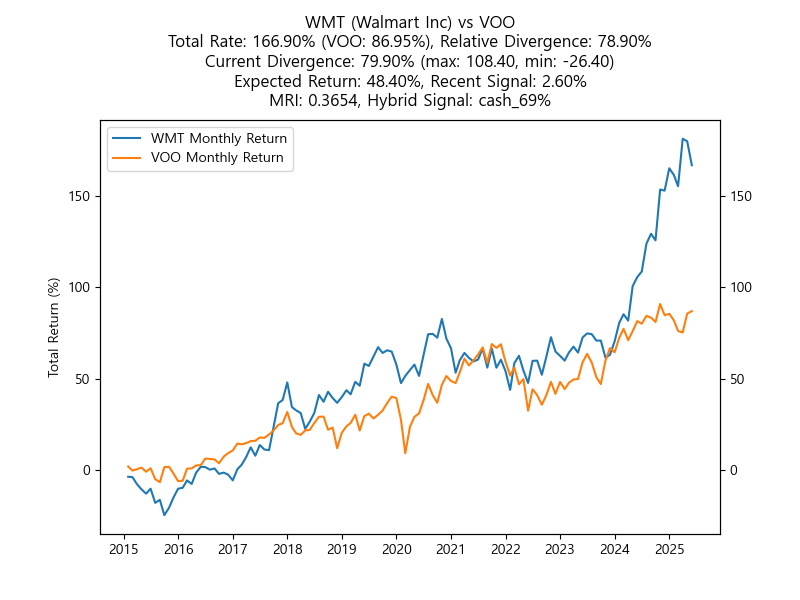 WMT (Walmart Inc) vs VOO
Total Rate: 166.90% (VOO: 86.95%), Relative Divergence: 78.90%
Current Divergence: 79.90% (max: 108.40, min: -26.40)
Expected Return: 48.40%, Recent Signal: 2.60%
MRI: 0.3654, Hybrid Signal: cash_69%
WMT Monthly Return
VOO Monthly Return
Total Return (%)
150
100
50
0
150
100
50
0
2015 2016 2017 2018 2019 2020 2021 2022 2023 2024 2025